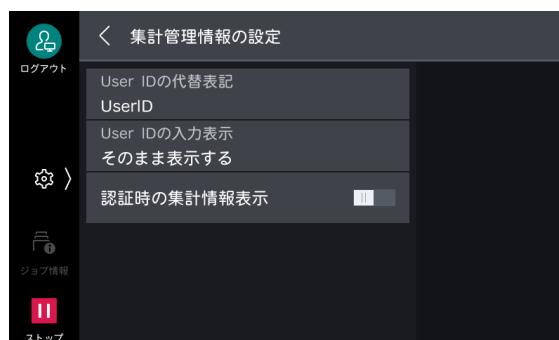 集計管理情報の設定
ログアウト
User IDの代替表記
UserID
User IDの入力表示
そのまま表示する
認証時の集計情報表示
ジョブ情報
ストップ